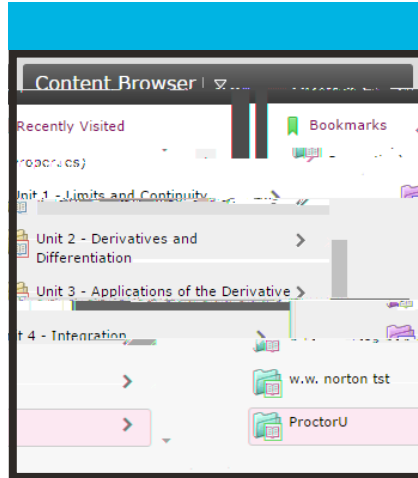 Content Browser
Recently Visited
Bookmarks
Unit 1 - Limits and Continuity
Unit 2 - Derivatives and
Differentiation
Unit 3 - Applications of the Derivative
t 4 - Integration
w.w. norton tst
ProctorU